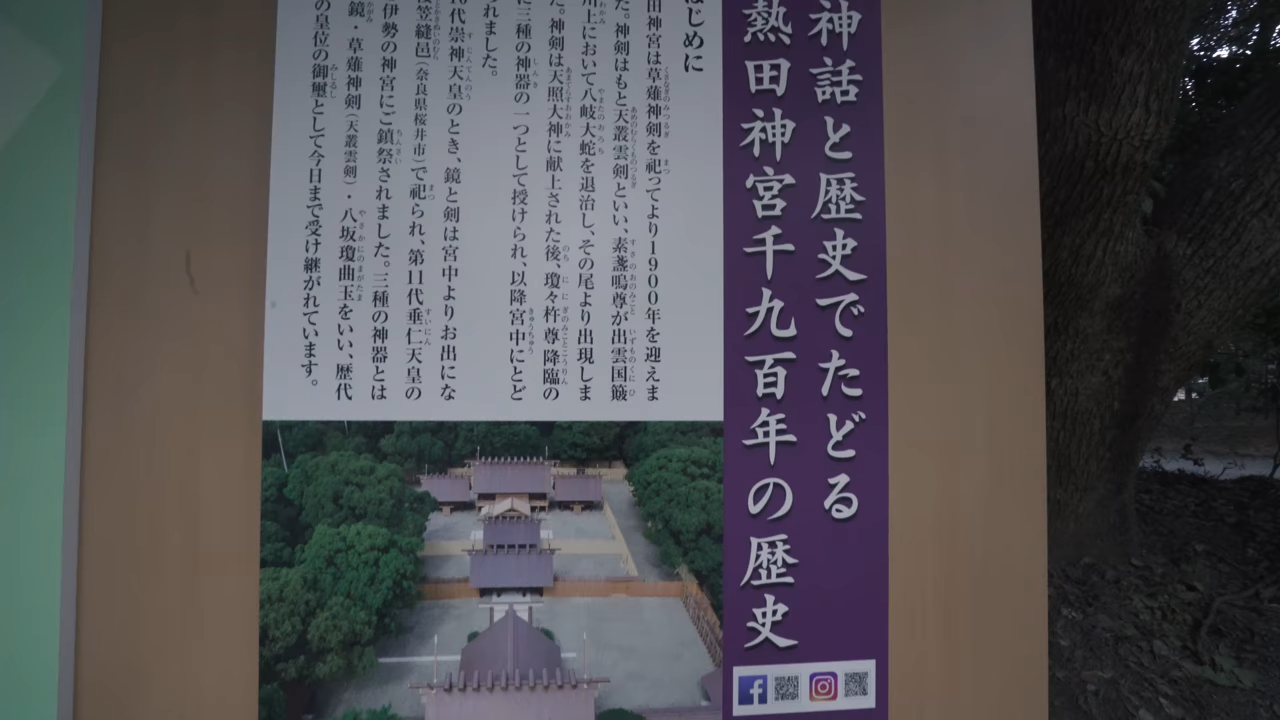 神話と歴史でたどる
熱田神宮千九百年の歴史
はじめに
田神宮は草薙神剣を祀ってより1900年を迎えま
た。神剣はもと天叢雲剣といい、素盞嗚尊が出雲国簸
川上において八岐大蛇を退治し、その尾より出現しま
た。神剣は天照大神に献上された後、瓊々杵尊降臨の
に三種の神器の一つとして授けられ、以降宮中にとど
られました。
10代崇神天皇のとき、鏡と剣は宮中よりお出にな
笠縫邑（奈良県桜井市）で祀られ、第11代垂仁天皇の
伊勢の神宮にご鎮祭されました。三種の神器とは
鏡・草薙神剣（天叢雲剣）・八坂瓊曲玉をいい、歴代
の皇位の御璽として今日まで受け継がれています。